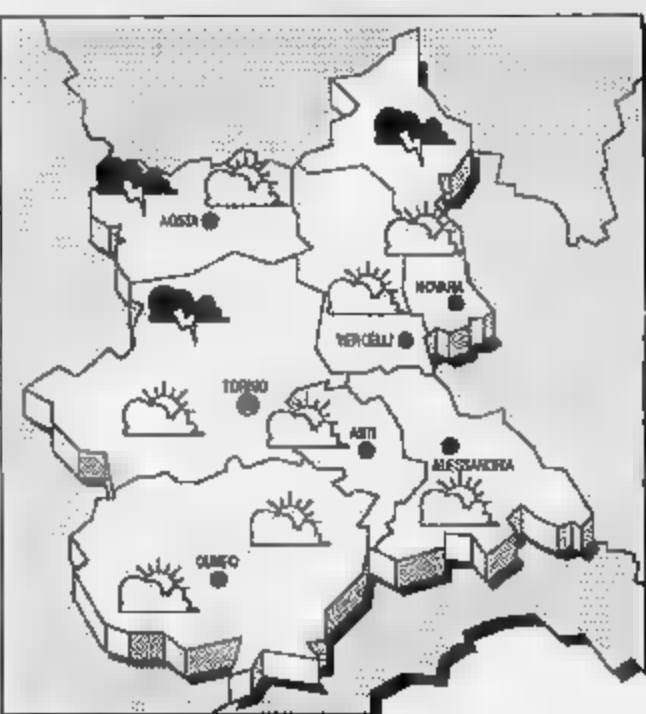 AOSTA
NOVARA
VERCELLI
TORINO
ASTI
ALESSANDRIA
CUNEO